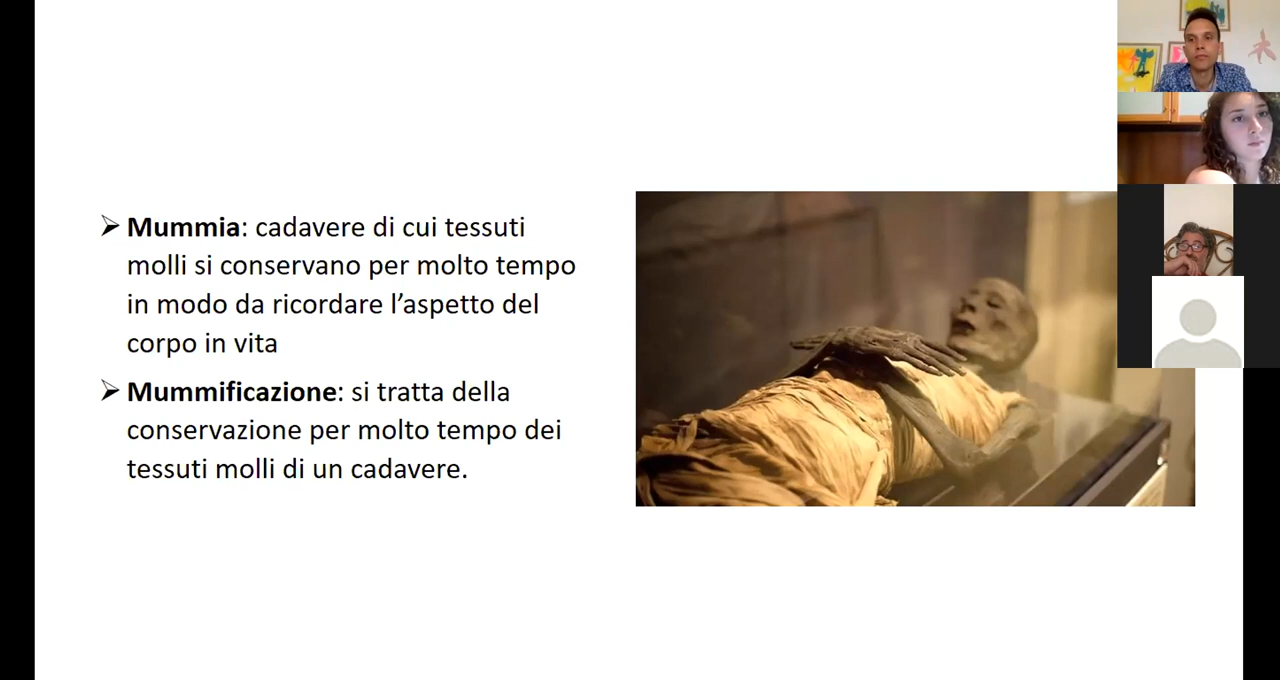 Mummia: cadavere di cui tessuti
molli si conservano per molto tempo
in modo da ricordare l’aspetto del
corpo in vita
Mummificazione: si tratta della
conservazione per molto tempo dei
tessuti molli di un cadavere.